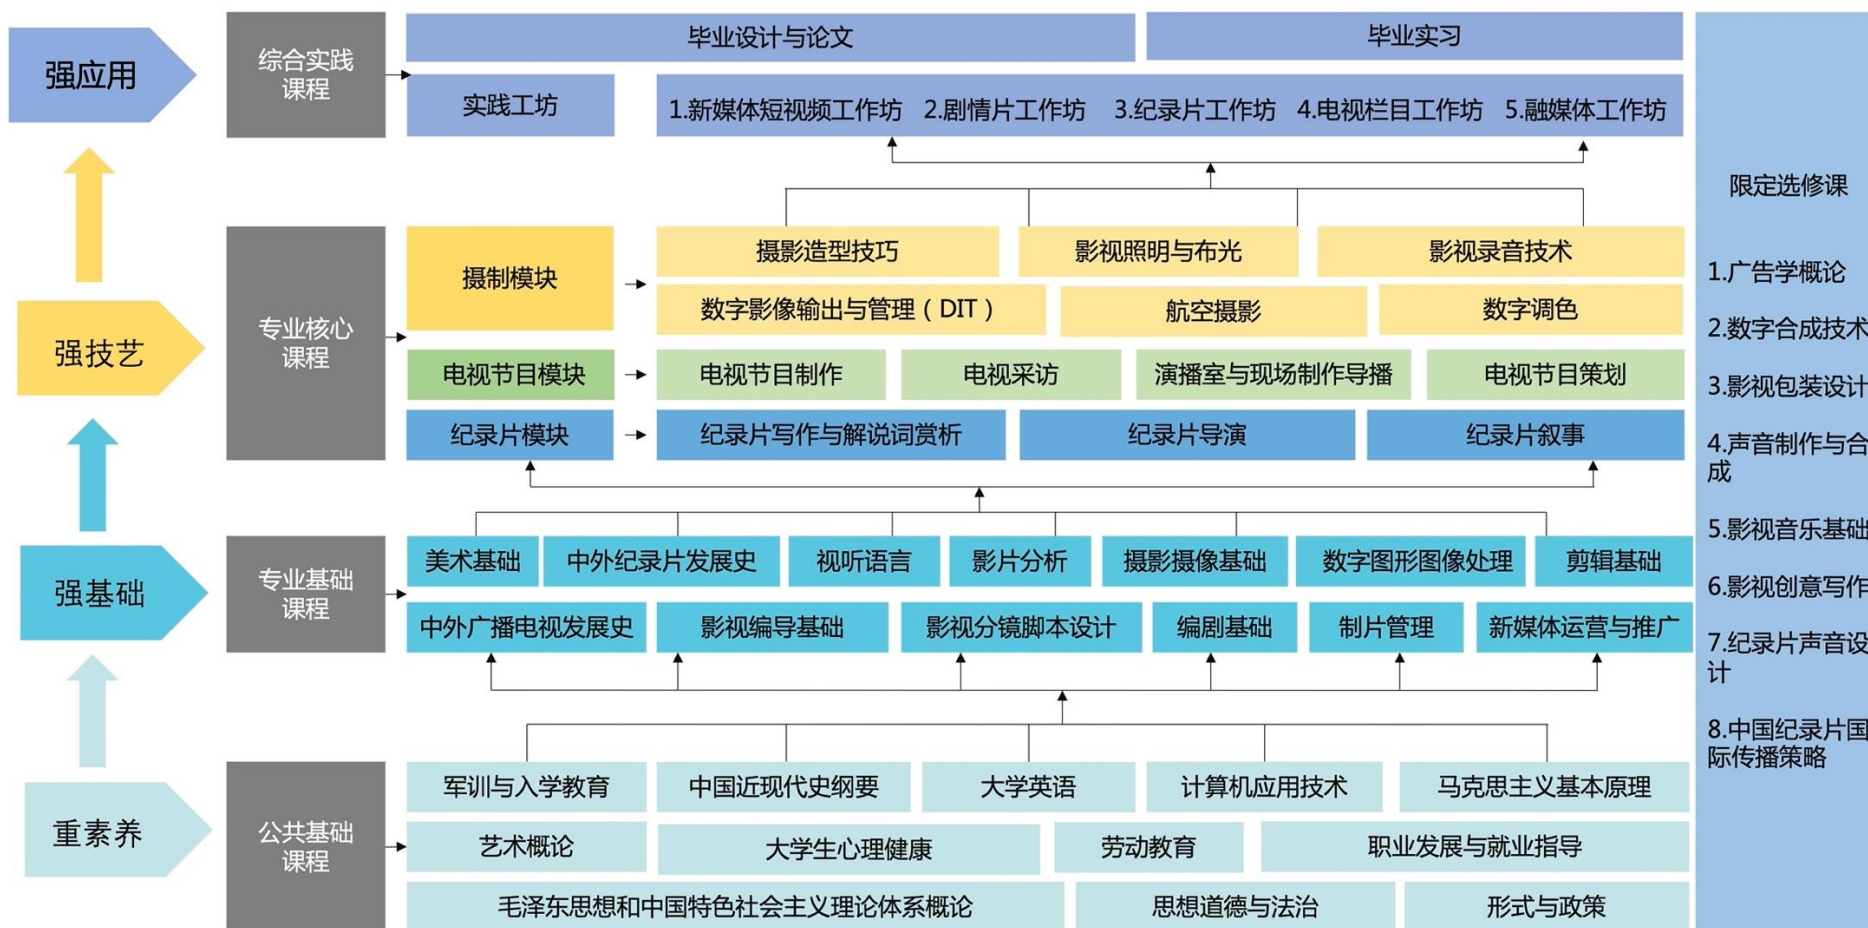 强应用
综合实践
课程
毕业设计与论文
毕业实习
实践工坊
1.新媒体短视频工作坊 2.剧情片工作坊 3.纪录片工作坊 4.电视栏目工作坊 5.融媒体工作坊
强技艺
专业核心
课程
摄制模块
摄影造型技巧
影视照明与布光
影视录音技术
数字影像输出与管理（DIT）
航空摄影
数字调色
电视节目模块
电视节目制作
电视采访
演播室与现场制作导播
电视节目策划
纪录片模块
纪录片写作与解说词赏析
纪录片导演
纪录片叙事
强基础
专业基础
课程
美术基础
中外纪录片发展史
视听语言
影片分析
摄影摄像基础
数字图形图像处理
剪辑基础
中外广播电视发展史
影视编导基础
影视分镜脚本设计
编剧基础
制片管理
新媒体运营与推广
重素养
公共基础
课程
军训与入学教育
中国近现代史纲要
大学英语
计算机应用技术
马克思主义基本原理
艺术概论
大学生心理健康
劳动教育
职业发展与就业指导
毛泽东思想和中国特色社会主义理论体系概论
思想道德与法治
形式与政策
限定选修课
1.广告学概论
2.数字合成技术
3.影视包装设计
4.声音制作与合
成
5.影视音乐基础
6.影视创意写作
7.纪录片声音设
计
8.中国纪录片国
际传播策略